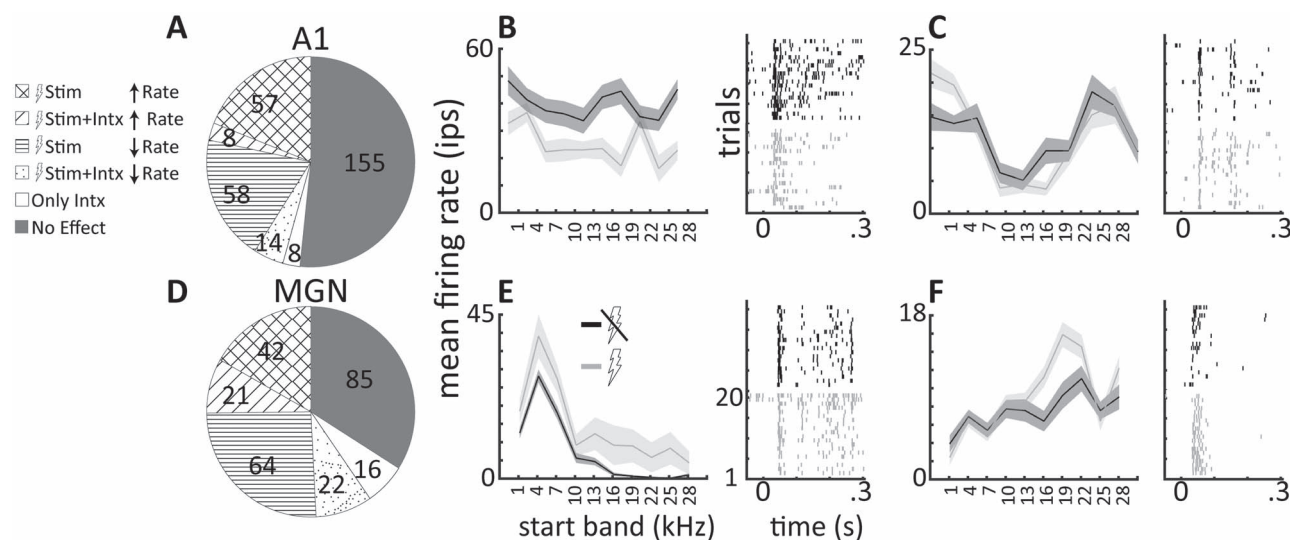 A
A1
Stim ↑ Rate
Stim+Intx ↑ Rate
Stim ↓ Rate
Stim+Intx ↓ Rate
Only Intx
No Effect
57
8
58
14
8
155
B
60
0
1 4 7 10 13 16 19 22 25 28
mean firing rate (ips)
trials
0 .3
C
25
0
1 4 7 10 13 16 19 22 25 28
0 .3
D
MGN
42
21
64
22
16
85
E
45
0
1 4 7 10 13 16 19 22 25 28
start band (kHz)
20
1
0 .3
time (s)
F
18
0
1 4 7 10 13 16 19 22 25 28
0 .3